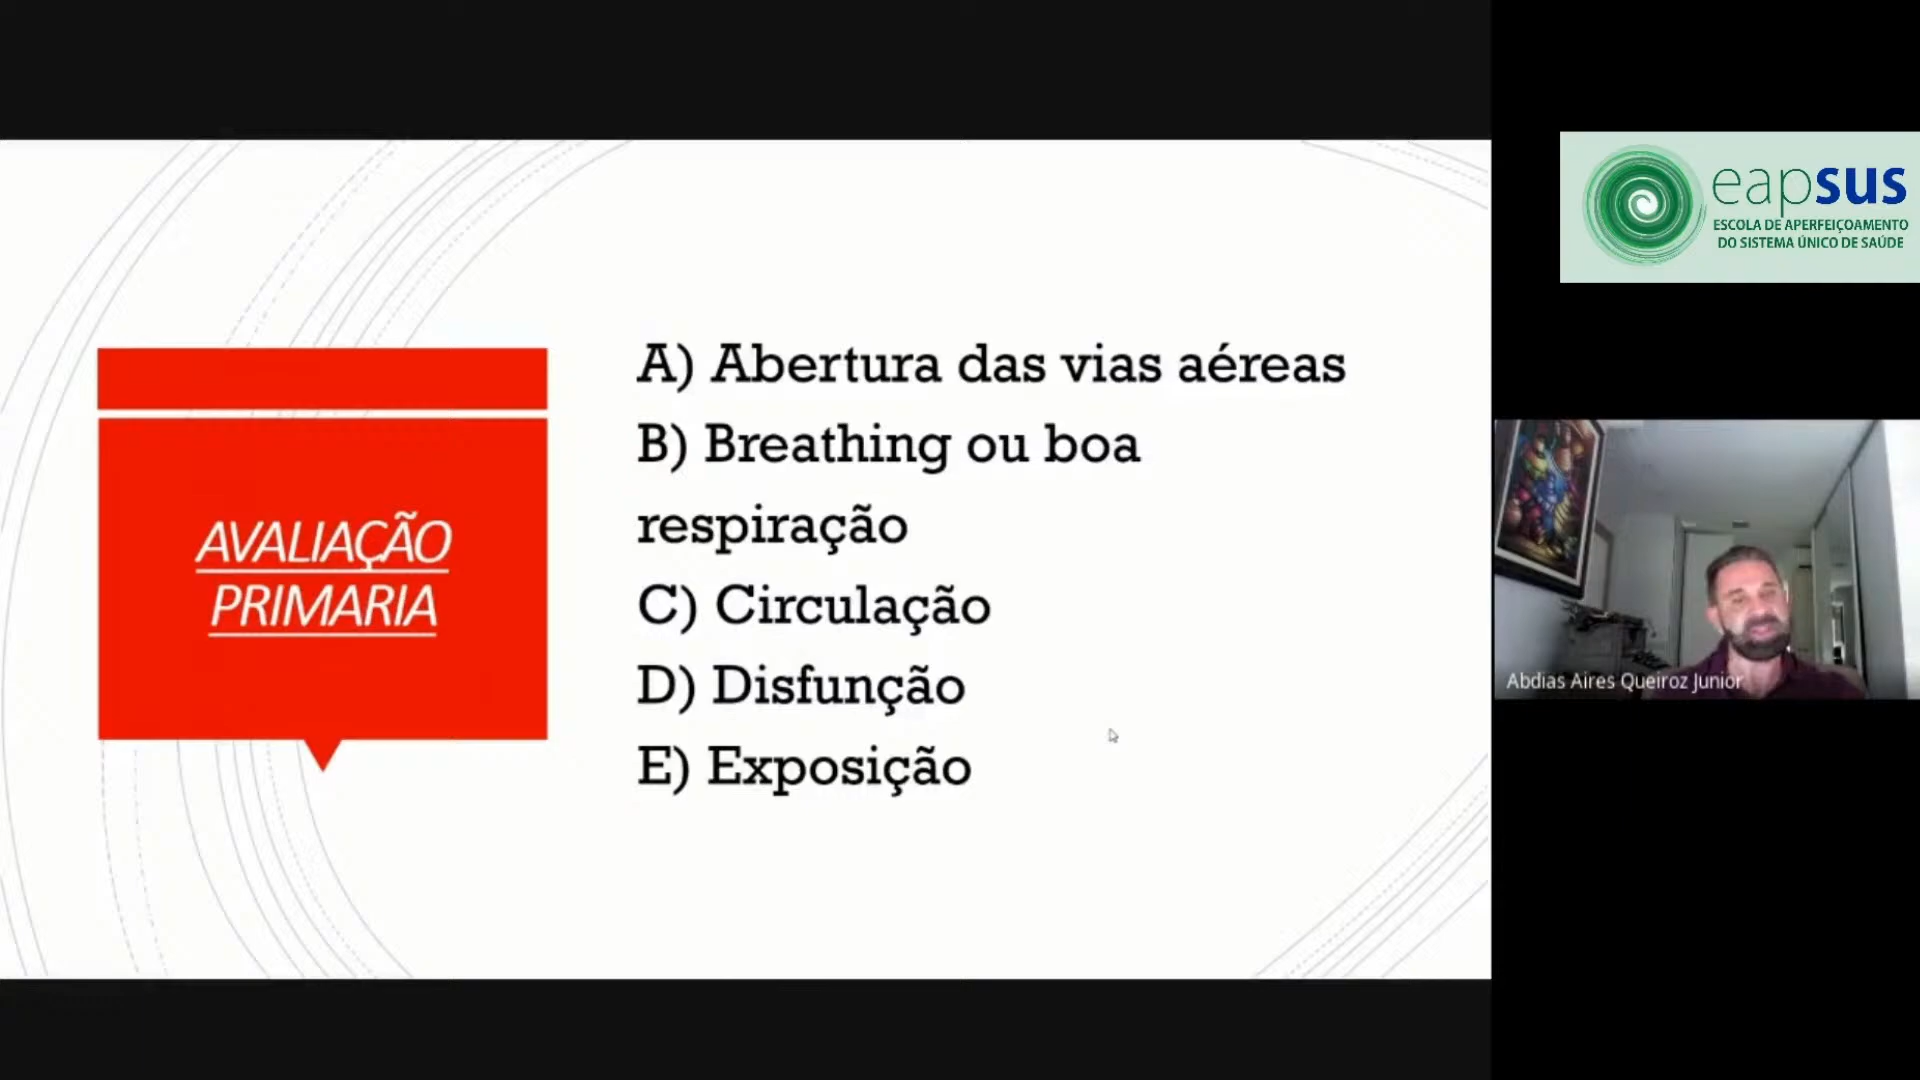 AVALIAÇÃO
PRIMARIA
A) Abertura das vias aéreas
B) Breathing ou boa
respiração
C) Circulação
D) Disfunção
E) Exposição
eapsus
ESCOLA DE APERFEIÇOAMENTO
DO SISTEMA ÚNICO DE SAÚDE
Abdias Aires Queiroz Junior